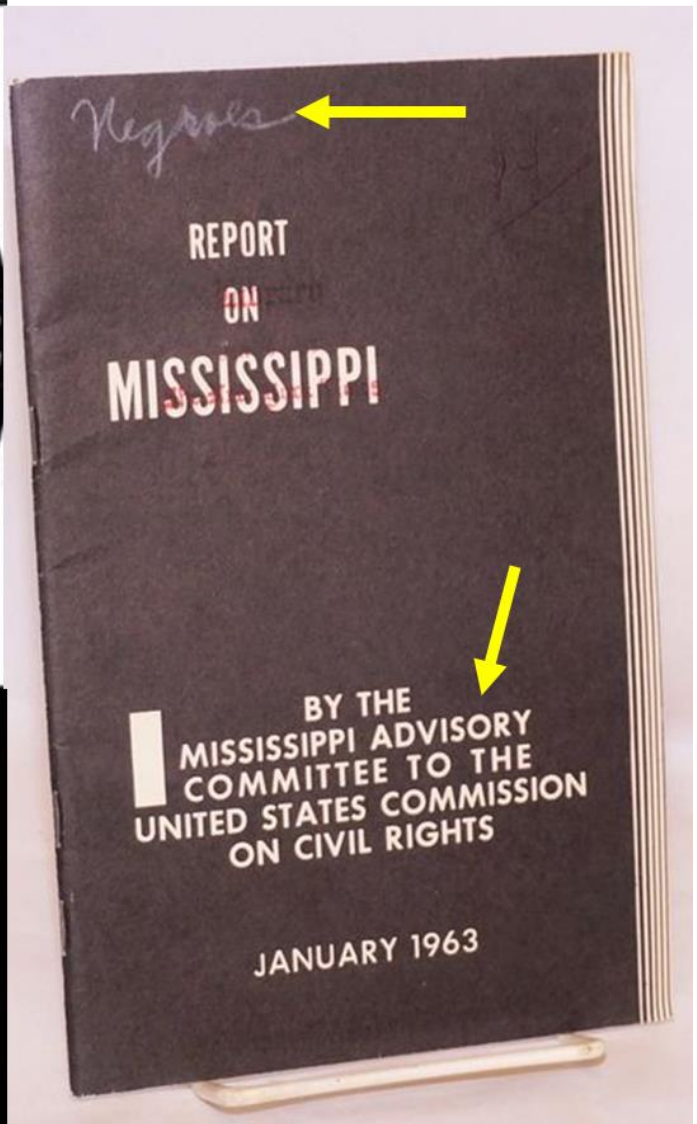 Negroes
REPORT
ON
MISSISSIPPI
BY THE
MISSISSIPPI ADVISORY
COMMITTEE TO THE
UNITED STATES COMMISSION
ON CIVIL RIGHTS
JANUARY 1963